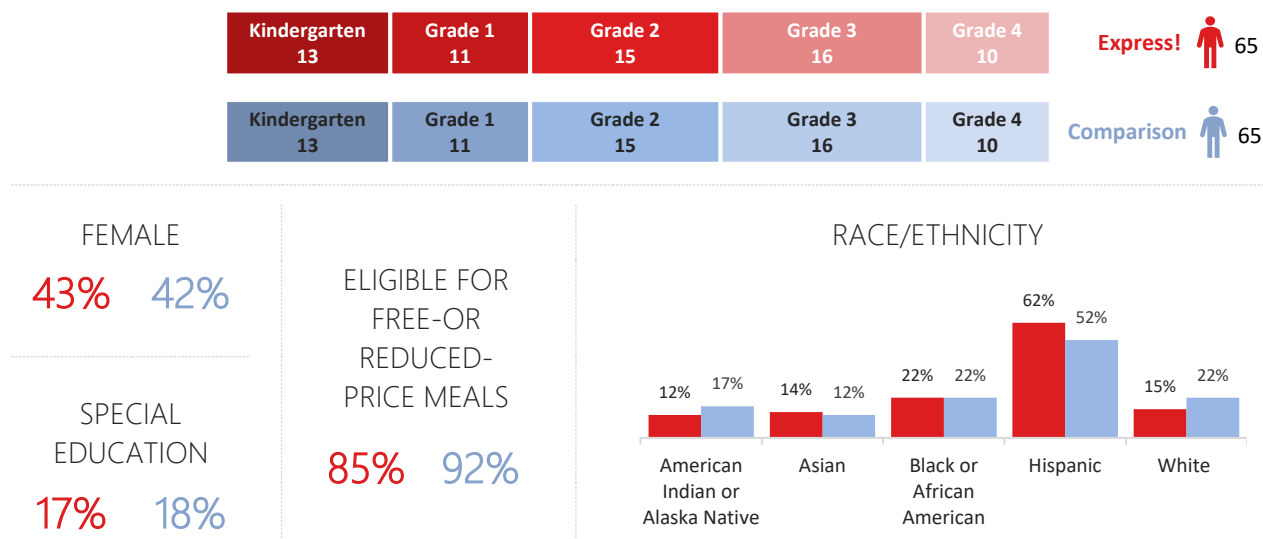 Kindergarten Grade 1 Grade 2 Grade 3 Grade 4
13 11 15 16 10
Express! 65
Kindergarten Grade 1 Grade 2 Grade 3 Grade 4
13 11 15 16 10
Comparison 65
FEMALE
43% 42%
SPECIAL
EDUCATION
17% 18%
ELIGIBLE FOR
FREE-OR
REDUCED-
PRICE MEALS
85% 92%
RACE/ETHNICITY
12% 17% 14% 12% 22% 22% 62% 52% 15% 22%
American
Indian or
Alaska Native
Asian
Black or
African
American
Hispanic
White